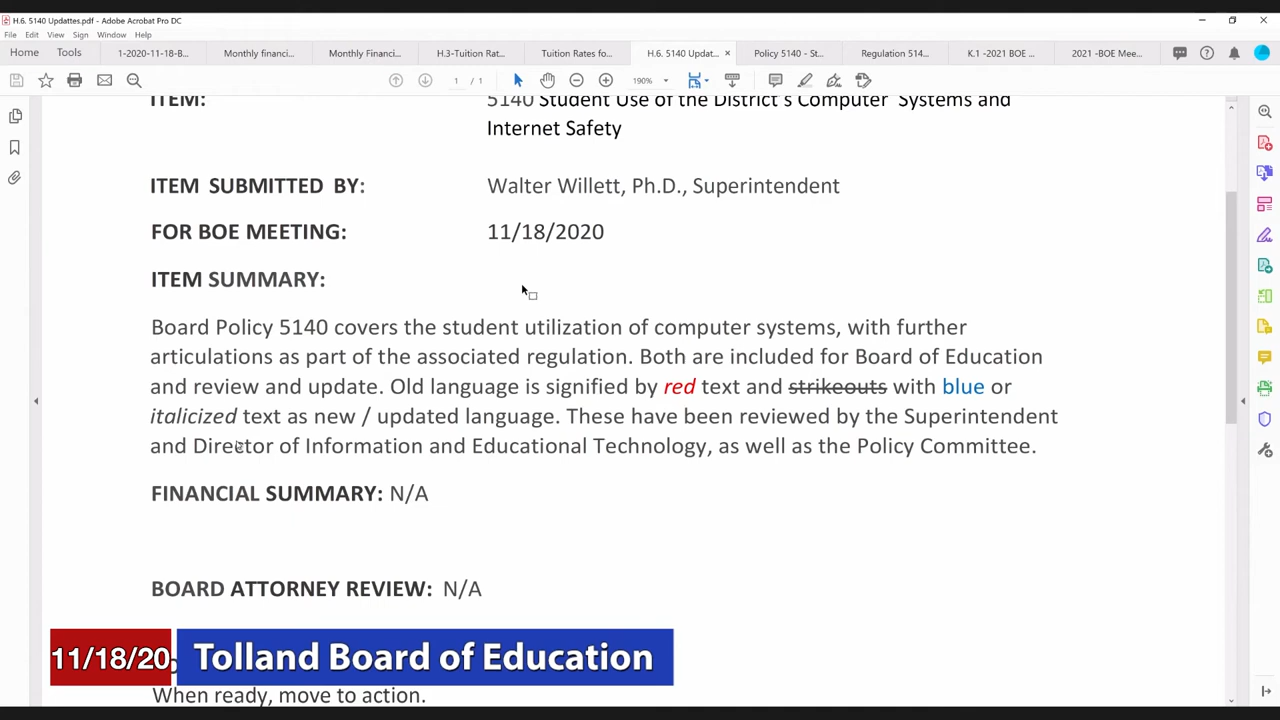 H.6. 5140 Updattes.pdf - Adobe Acrobat Pro DC
File Edit View Sign Window Help
Home Tools 1-2020-11-18-B... Monthly financi... Monthly Financi... H.3-Tuition Rat... Tuition Rates fo... H.6. 5140 Updat... × Policy 5140 - St... Regulation 514... K.1 -2021 BOE ... 2021 -BOE Mee...
1 / 1 190%
ITEM: 5140 Student Use of the District's Computer Systems and
Internet Safety
ITEM SUBMITTED BY: Walter Willett, Ph.D., Superintendent
FOR BOE MEETING: 11/18/2020
ITEM SUMMARY:
Board Policy 5140 covers the student utilization of computer systems, with further
articulations as part of the associated regulation. Both are included for Board of Education
and review and update. Old language is signified by red text and strikeouts with blue or
italicized text as new / updated language. These have been reviewed by the Superintendent
and Director of Information and Educational Technology, as well as the Policy Committee.
FINANCIAL SUMMARY: N/A
BOARD ATTORNEY REVIEW: N/A
11/18/20 Tolland Board of Education
When ready, move to action.